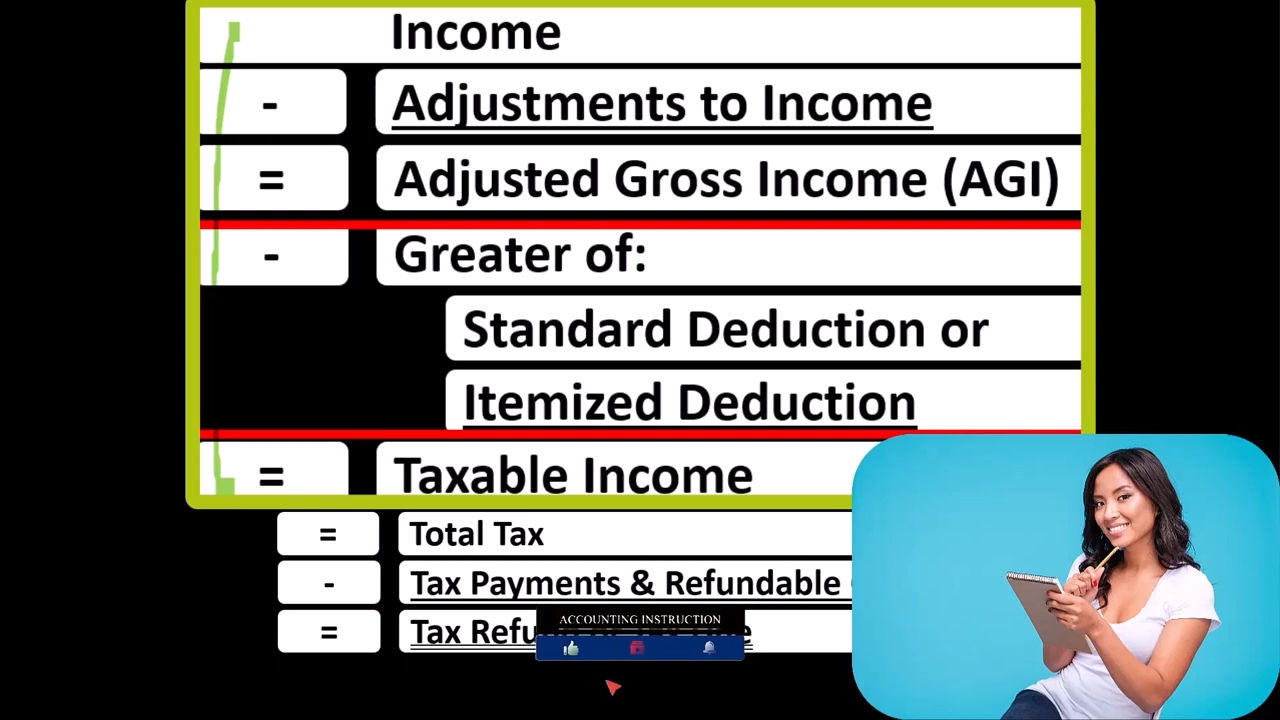 Income
- Adjustments to Income
= Adjusted Gross Income (AGI)
- Greater of:
Standard Deduction or
Itemized Deduction
= Taxable Income
= Total Tax
- Tax Payments & Refundable
= Tax
ACCOUNTING INSTRUCTION